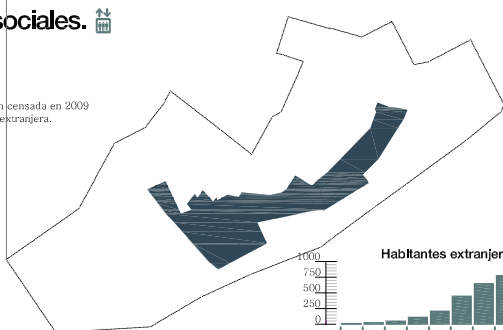 sociales.
n censada en 2009
extranjera.
Habitantes extranjer
1000
750
500
250
0